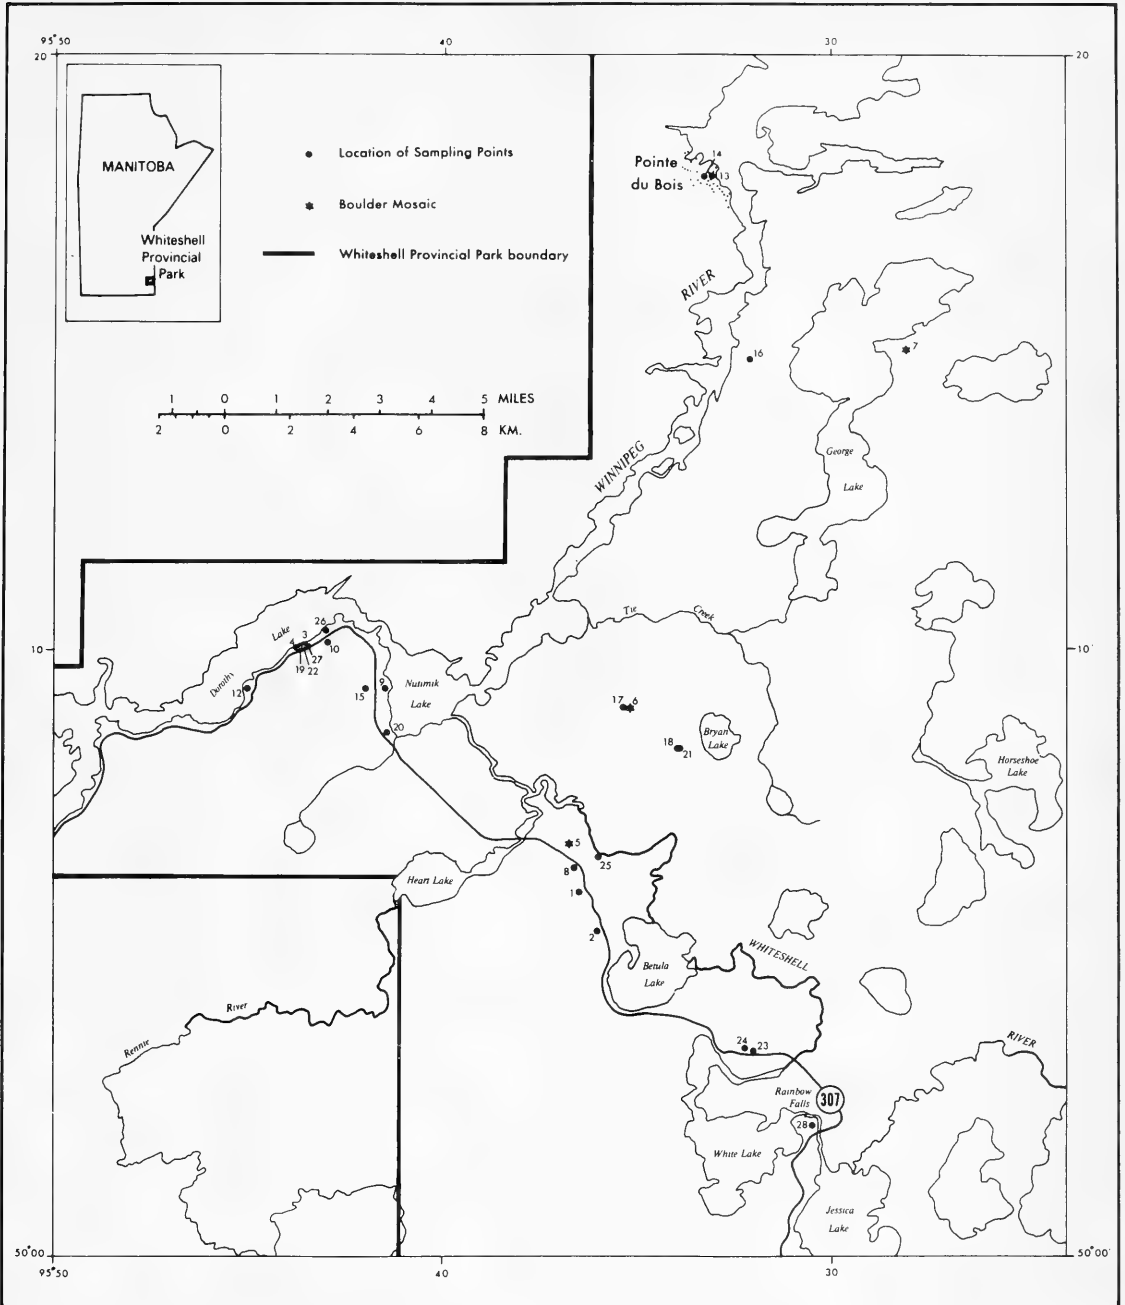 95°50
40
30
20
20
MANITOBA
Whiteshell
Provincial
Park
Location of Sampling Points
Boulder Mosaic
Whiteshell Provincial Park boundary
1 0 1 2 3 4 5 MILES
2 0 2 4 6 8 KM.
Pointe
du Bois
14
13
RIVER
16
7
WINNIPEG
George
Lake
Tie Creek
10
10'
Lake
26
4 3
10
27
19 22
12
15
9
Nutimik
Lake
20
17 6
18
21
Bryan
Lake
Horseshoe
Lake
5
25
8
1
2
Heart Lake
Betula
Lake
WHITESHELL
River
Rennie
24 23
RIVER
Rainbow
Falls
307
28
White Lake
Jessica
Lake
50°00
50°00'
95°50
40
30